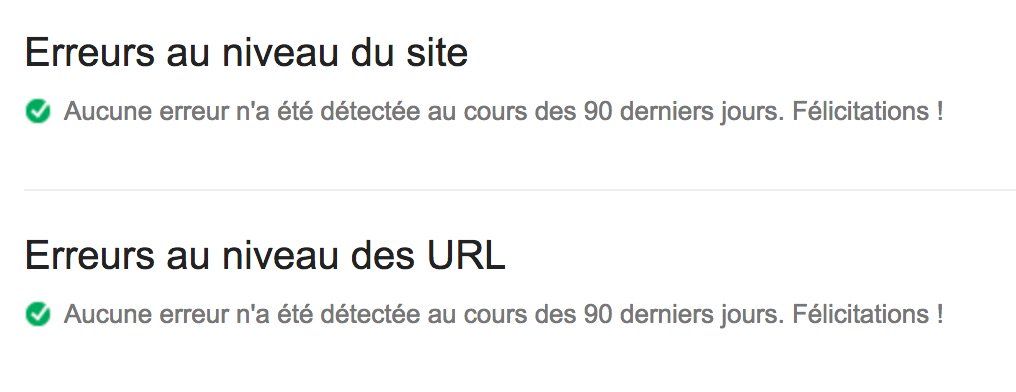 Erreurs au niveau du site
Aucune erreur n'a été détectée au cours des 90 derniers jours. Félicitations !
Erreurs au niveau des URL
Aucune erreur n'a été détectée au cours des 90 derniers jours. Félicitations !